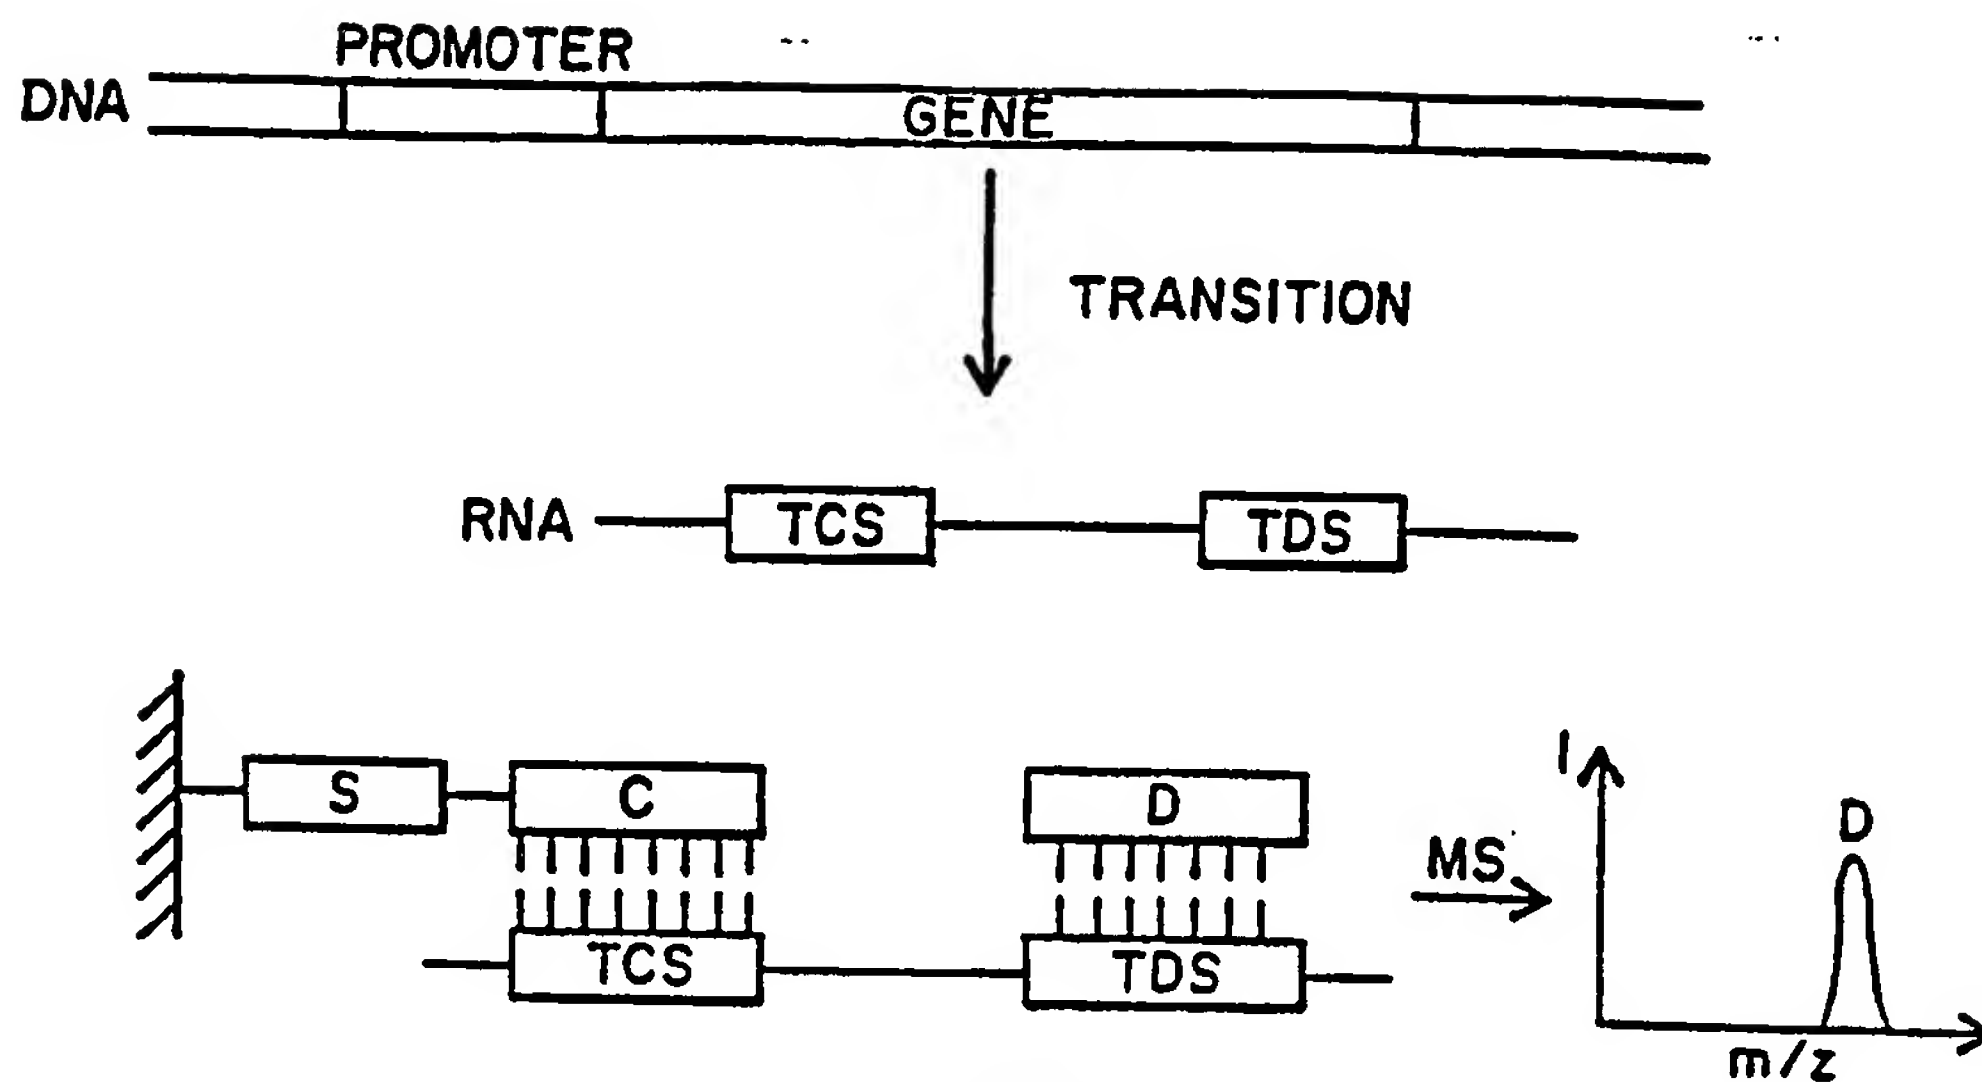 PROMOTER
DNA
GENE
TRANSITION
RNA
TCS
TDS
S
C
D
TCS
TDS
MS
I
D
m/z